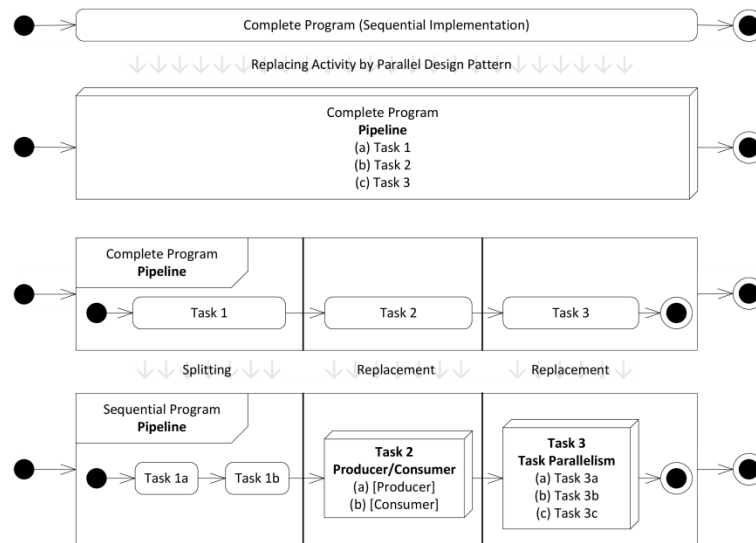 Complete Program (Sequential Implementation)
Replacing Activity by Parallel Design Pattern
Complete Program
Pipeline
(a) Task 1
(b) Task 2
(c) Task 3
Complete Program
Pipeline
Task 1
Task 2
Task 3
Splitting
Replacement
Replacement
Sequential Program
Pipeline
Task 1a
Task 1b
Task 2
Producer/Consumer
(a) [Producer]
(b) [Consumer]
Task 3
Task Parallelism
(a) Task 3a
(b) Task 3b
(c) Task 3c